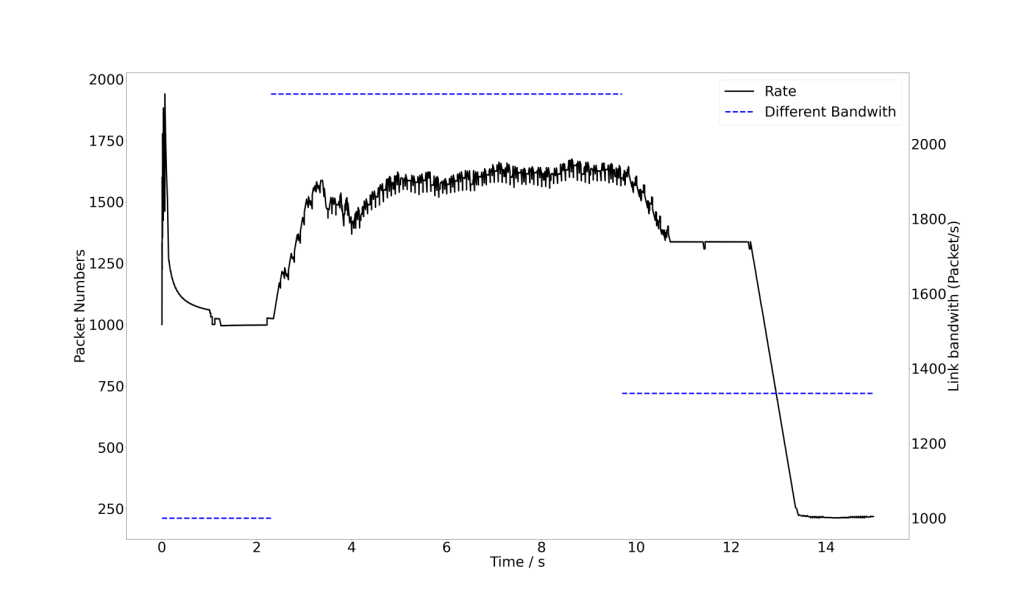 Rate
Different Bandwith
2000
1750
1500
1250
1000
750
500
250
Packet Numbers
2000
1800
1600
1400
1200
1000
Link bandwith (Packet/s)
0 2 4 6 8 10 12 14
Time / s